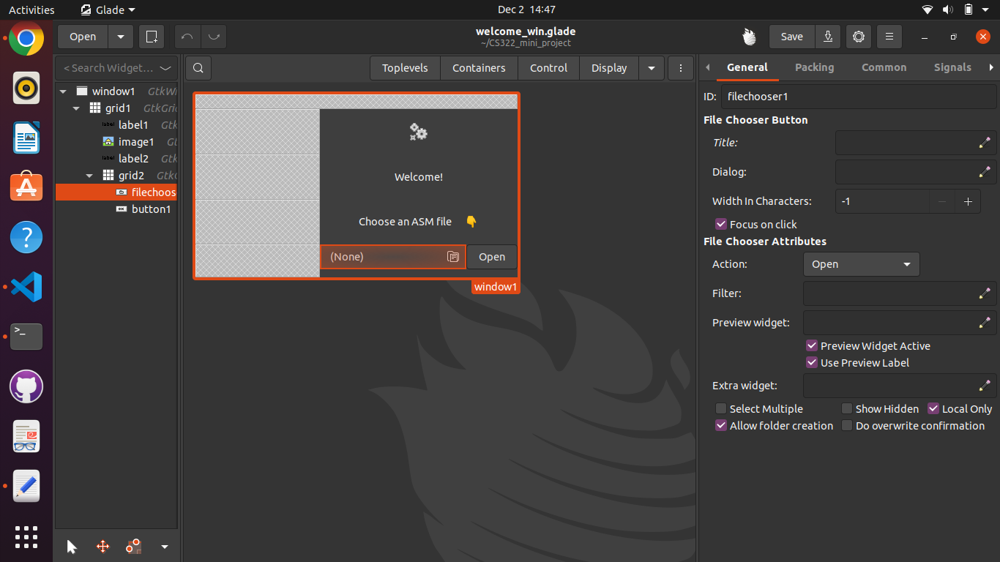 Activities
Glade
Dec 2 14:47
Open
welcome_win.glade
~/CS322_mini_project
Save
< Search Widget…
Toplevels
Containers
Control
Display
General
Packing
Common
Signals
window1 GtkWi
grid1 GtkGri
label1 Gt
image1 Gt
label2 Gtk
grid2 GtkG
filechoos
button1
Welcome!
Choose an ASM file 👇
(None)
Open
window1
ID: filechooser1
File Chooser Button
Title:
Dialog:
Width In Characters: -1
Focus on click
File Chooser Attributes
Action: Open
Filter:
Preview widget:
Preview Widget Active
Use Preview Label
Extra widget:
Select Multiple Show Hidden Local Only
Allow folder creation Do overwrite confirmation